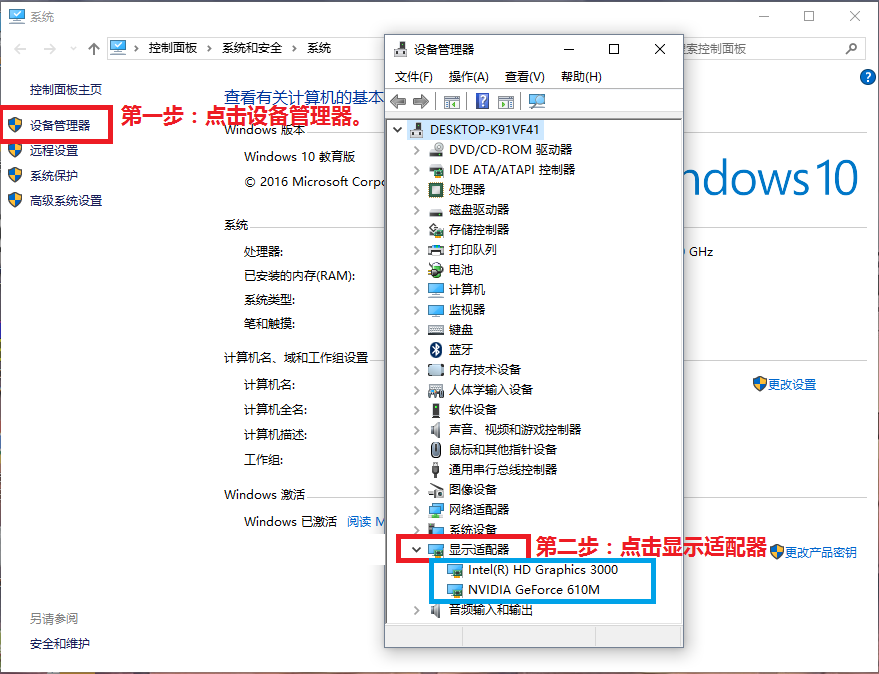 系统
控制面板 系统和安全 系统
索控制面板
控制面板主页
设备管理器
远程设置
系统保护
高级系统设置
另请参阅
安全和维护
查看有关计算机的基本
第一步：点击设备管理器。
Windows 版本
Windows 10 教育版
© 2016 Microsoft Corpo
ndows 10
系统
处理器:
GHz
已安装的内存(RAM):
系统类型:
笔和触摸:
计算机名、域和工作组设置
计算机名:
更改设置
计算机全名:
计算机描述:
工作组:
Windows 激活
Windows 已激活 阅读 M
更改产品密钥
设备管理器
文件(F) 操作(A) 查看(V) 帮助(H)
DESKTOP-K91VF41
DVD/CD-ROM 驱动器
IDE ATA/ATAPI 控制器
处理器
磁盘驱动器
存储控制器
打印队列
电池
计算机
监视器
键盘
蓝牙
内存技术设备
人体学输入设备
软件设备
声音、视频和游戏控制器
鼠标和其他指针设备
通用串行总线控制器
图像设备
网络适配器
系统设备
显示适配器
第二步：点击显示适配器
Intel(R) HD Graphics 3000
NVIDIA GeForce 610M
音频输入和输出